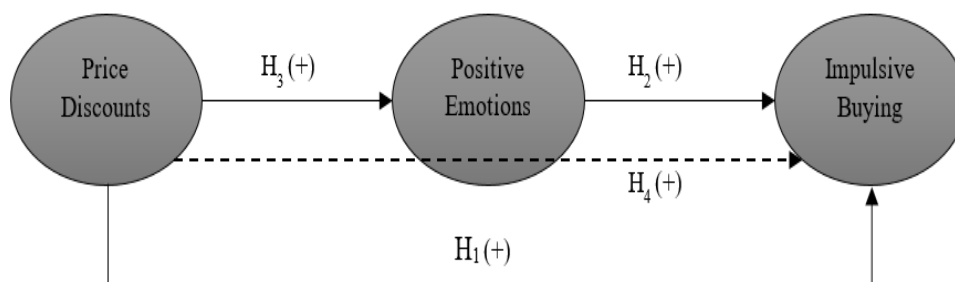 Price
Discounts
H3 (+)
Positive
Emotions
H2 (+)
Impulsive
Buying
H4 (+)
H1 (+)